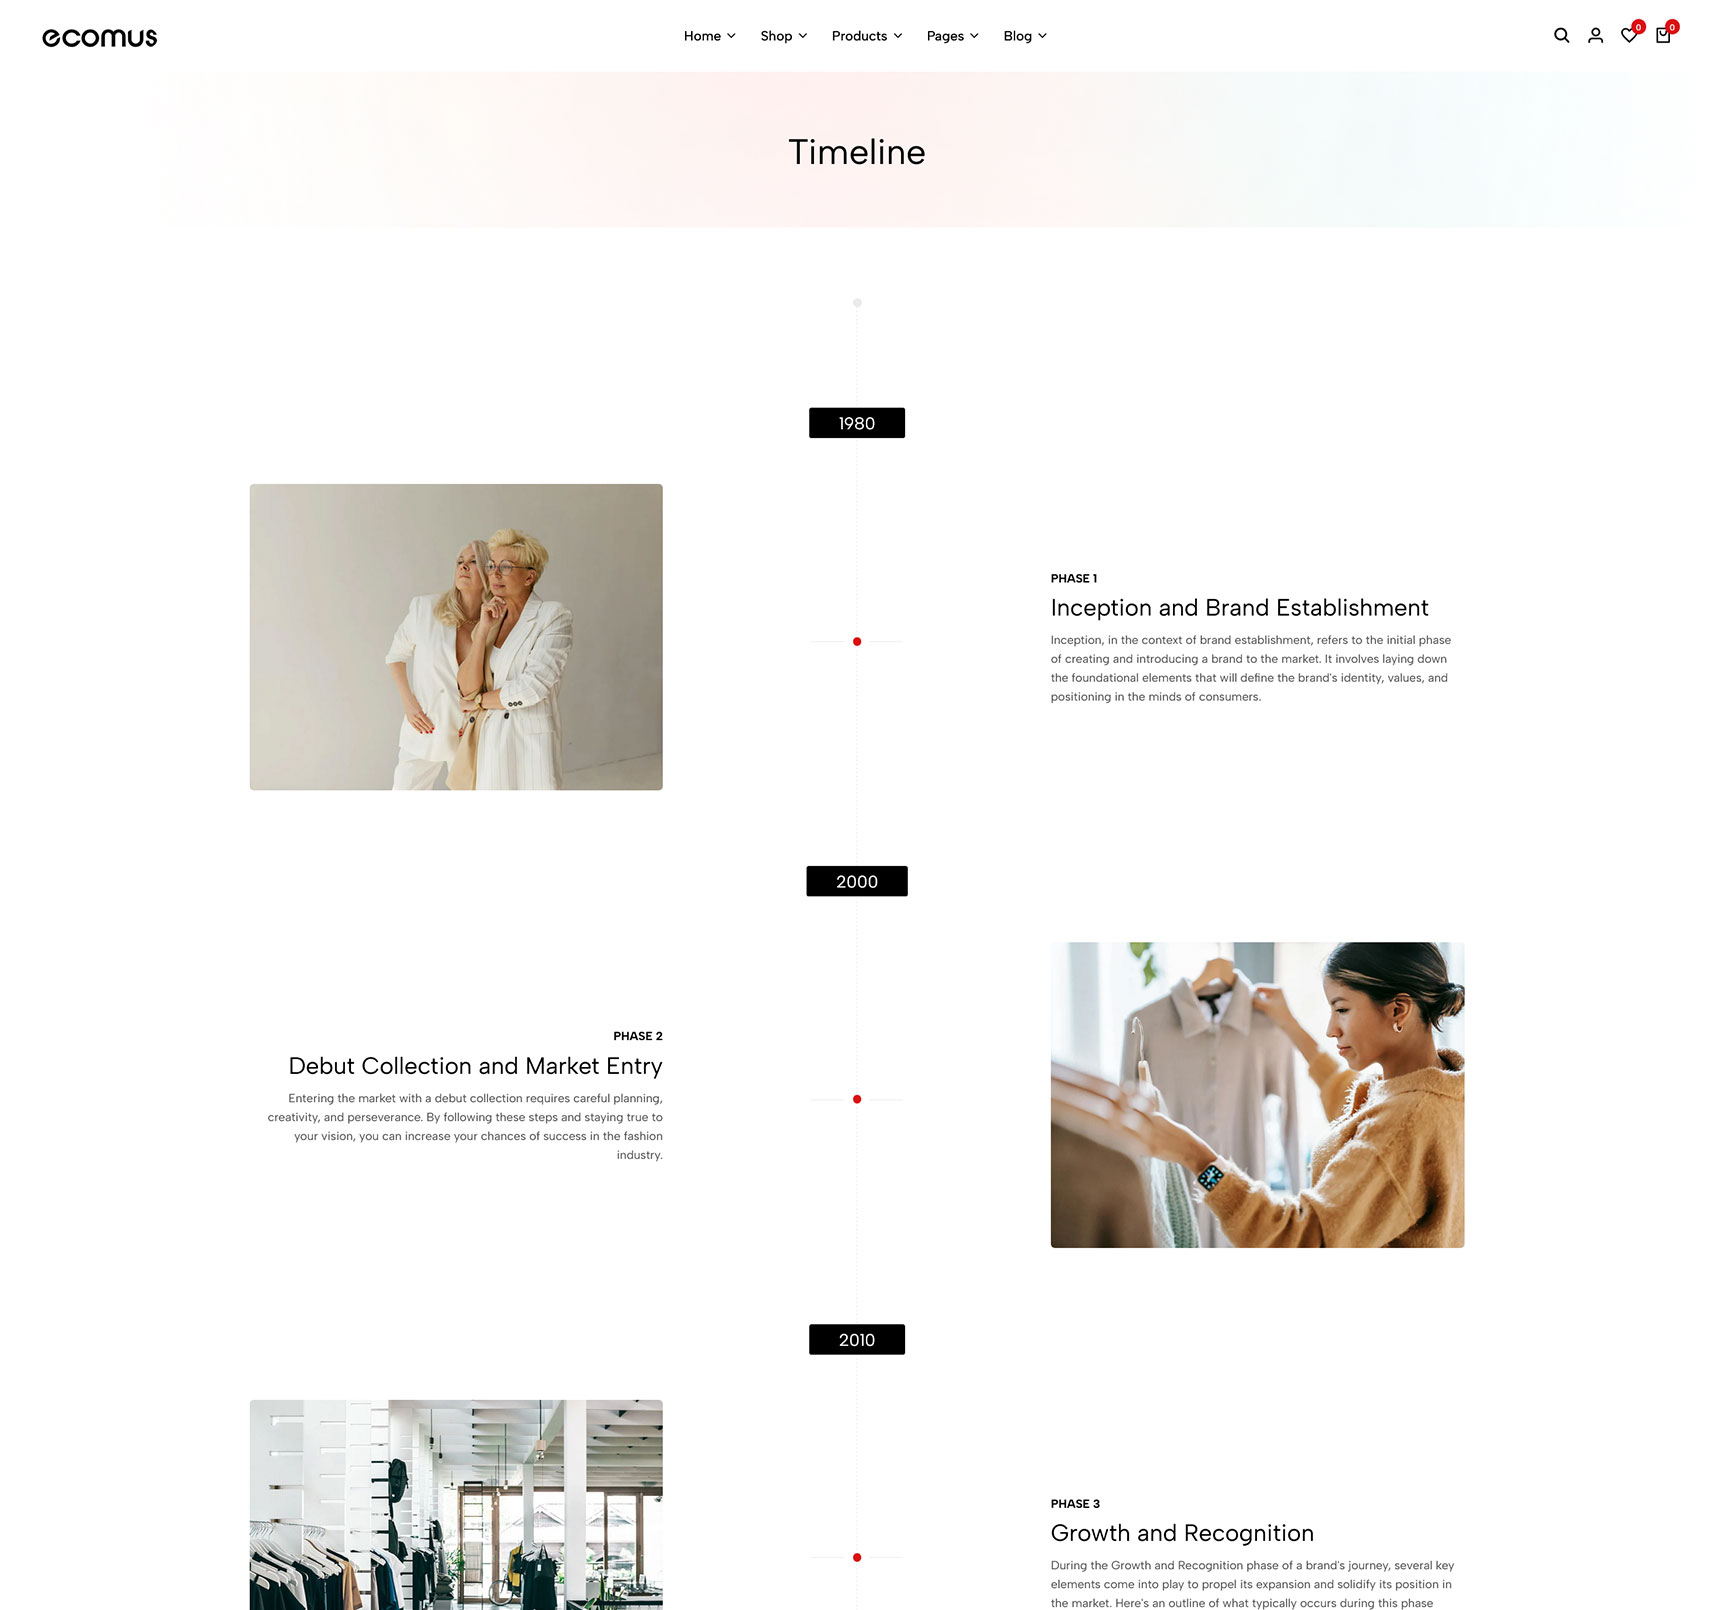 ecomus
Home
Shop
Products
Pages
Blog
0
0
Timeline
1980
PHASE 1
Inception and Brand Establishment
Inception, in the context of brand establishment, refers to the initial phase
of creating and introducing a brand to the market. It involves laying down
the foundational elements that will define the brand's identity, values, and
positioning in the minds of consumers.
2000
PHASE 2
Debut Collection and Market Entry
Entering the market with a debut collection requires careful planning,
creativity, and perseverance. By following these steps and staying true to
your vision, you can increase your chances of success in the fashion
industry.
2010
PHASE 3
Growth and Recognition
During the Growth and Recognition phase of a brand's journey, several key
elements come into play to propel its expansion and solidify its position in
the market. Here's an outline of what typically occurs during this phase